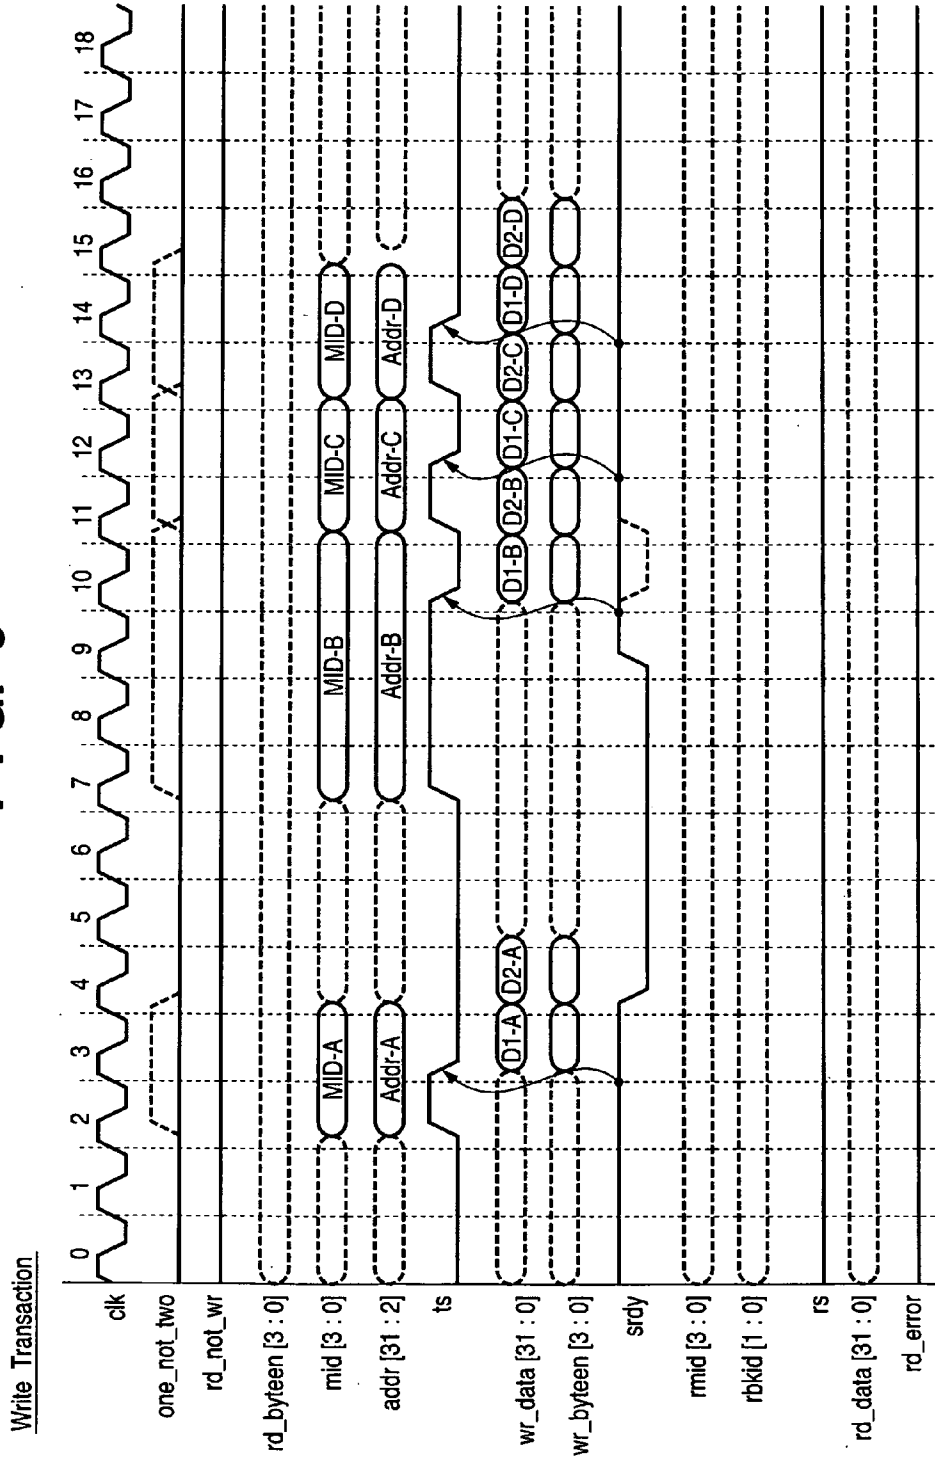 Write Transaction
0 1 2 3 4 5 6 7 8 9 10 11 12 13 14 15 16 17 18
clk
one_not_two
rd_not_wr
rd_byteen [3 : 0]
mid [3 : 0] MID-A MID-B MID-C MID-D
addr [31 : 2] Addr-A Addr-B Addr-C Addr-D
ts
wr_data [31 : 0] D1-A D2-A D1-B D2-B D1-C D2-C D1-D D2-D
wr_byteen [3 : 0]
srdy
rmid [3 : 0]
rbkid [1 : 0]
rs
rd_data [31 : 0]
rd_error